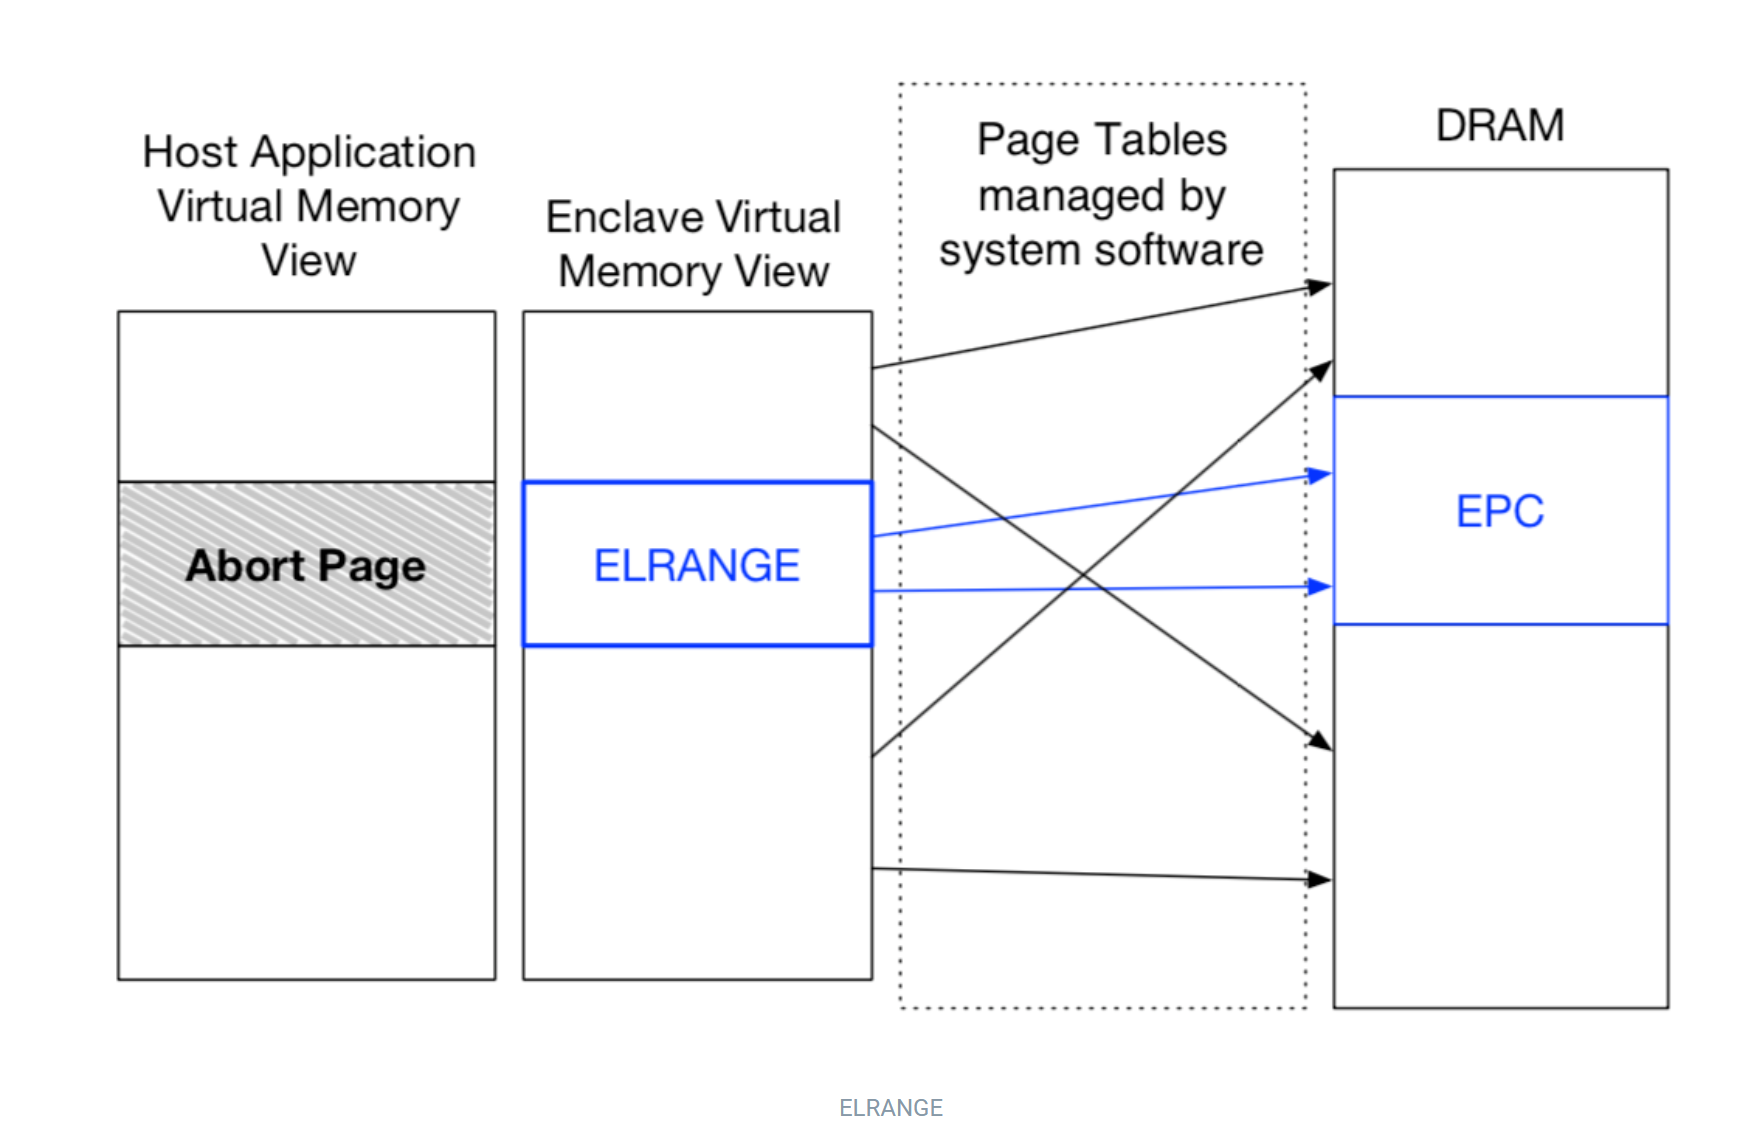 Host Application
Virtual Memory
View
Enclave Virtual
Memory View
Page Tables
managed by
system software
DRAM
Abort Page
ELRANGE
EPC
ELRANGE